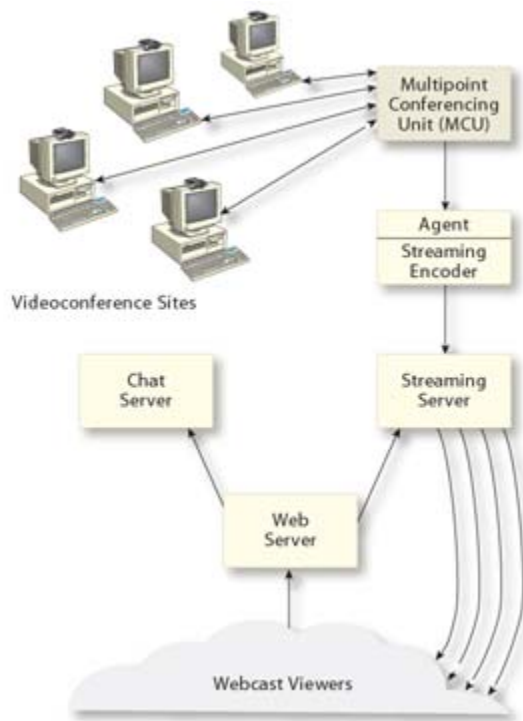 Multipoint
Conferencing
Unit (MCU)
Agent
Streaming
Encoder
Videoconference Sites
Chat
Server
Streaming
Server
Web
Server
Webcast Viewers